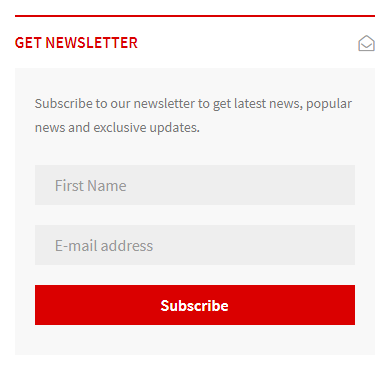 GET NEWSLETTER
Subscribe to our newsletter to get latest news, popular
news and exclusive updates.
First Name
E-mail address
Subscribe